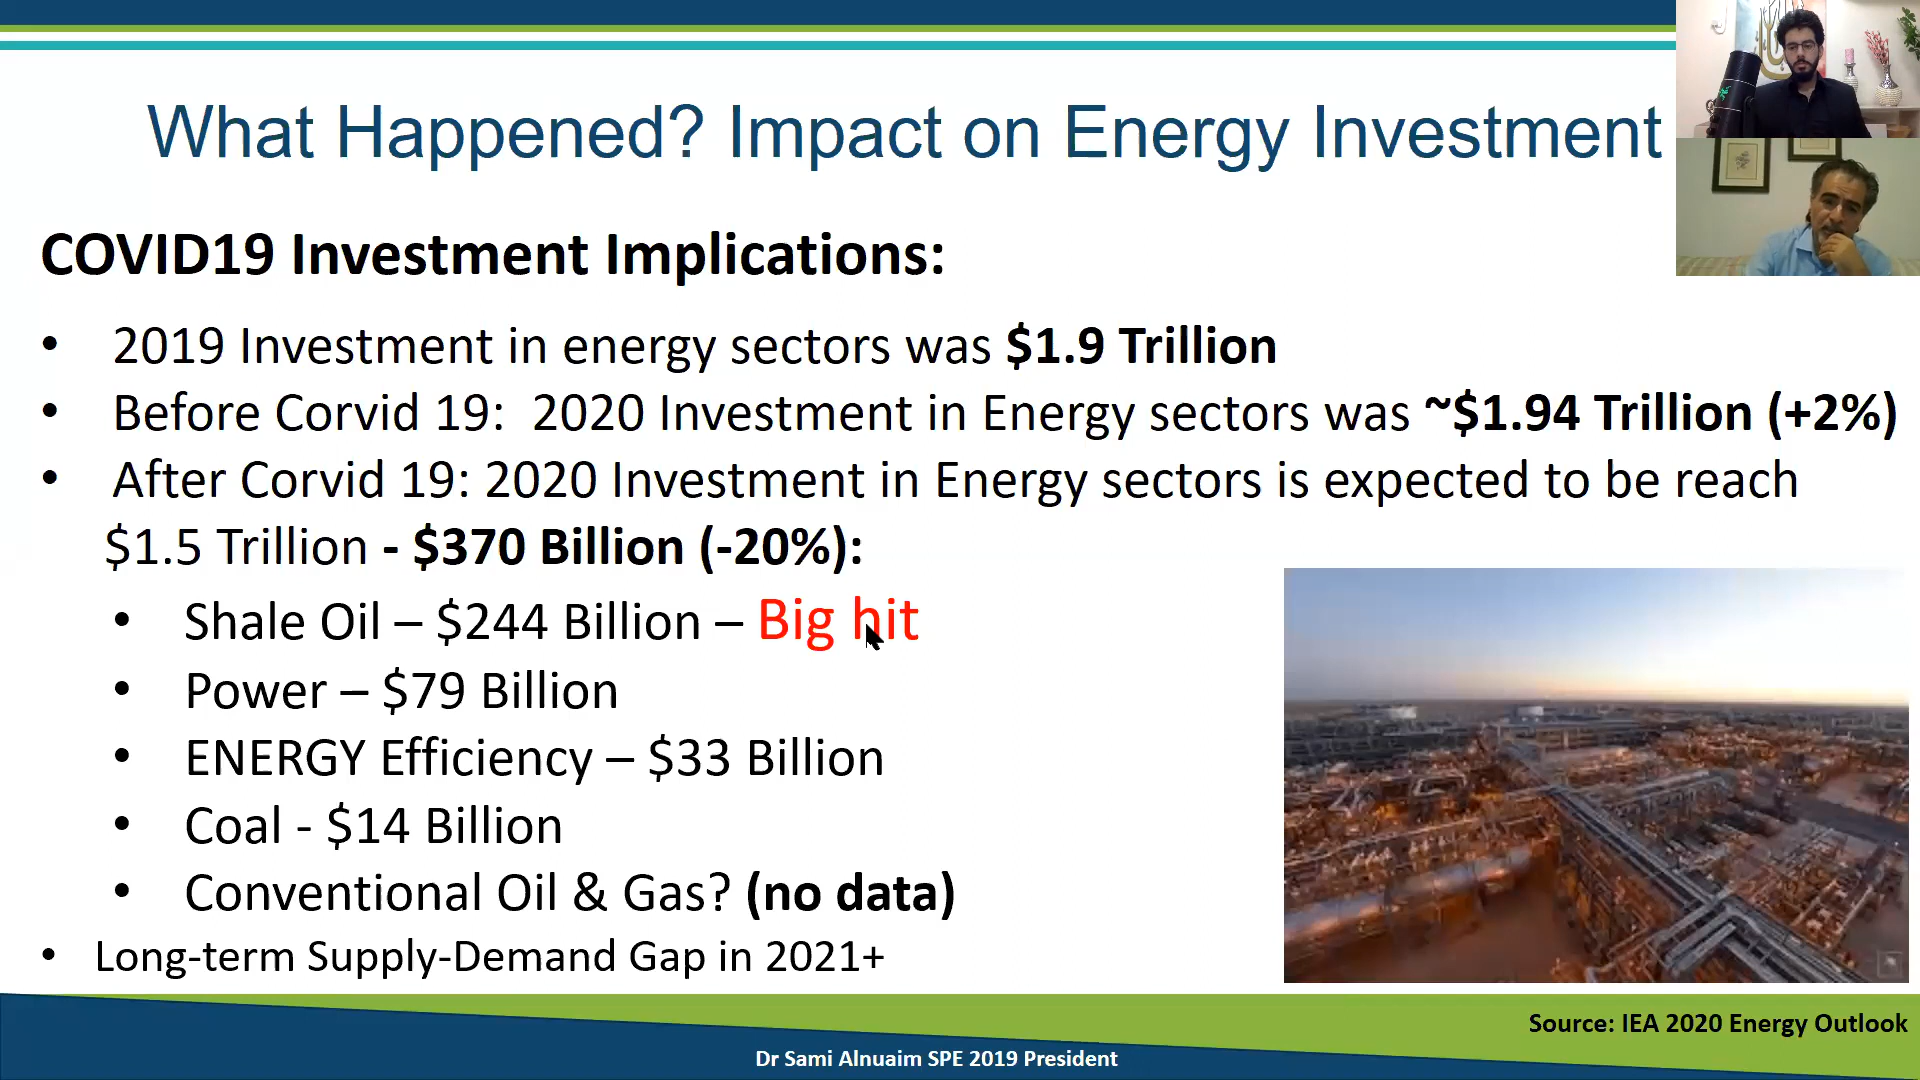 What Happened? Impact on Energy Investment
COVID19 Investment Implications:
• 2019 Investment in energy sectors was $1.9 Trillion
• Before Corvid 19: 2020 Investment in Energy sectors was ~$1.94 Trillion (+2%)
• After Corvid 19: 2020 Investment in Energy sectors is expected to be reach
$1.5 Trillion - $370 Billion (-20%):
• Shale Oil – $244 Billion – Big hit
• Power – $79 Billion
• ENERGY Efficiency – $33 Billion
• Coal - $14 Billion
• Conventional Oil & Gas? (no data)
• Long-term Supply-Demand Gap in 2021+
Source: IEA 2020 Energy Outlook
Dr Sami Alnuaim SPE 2019 President